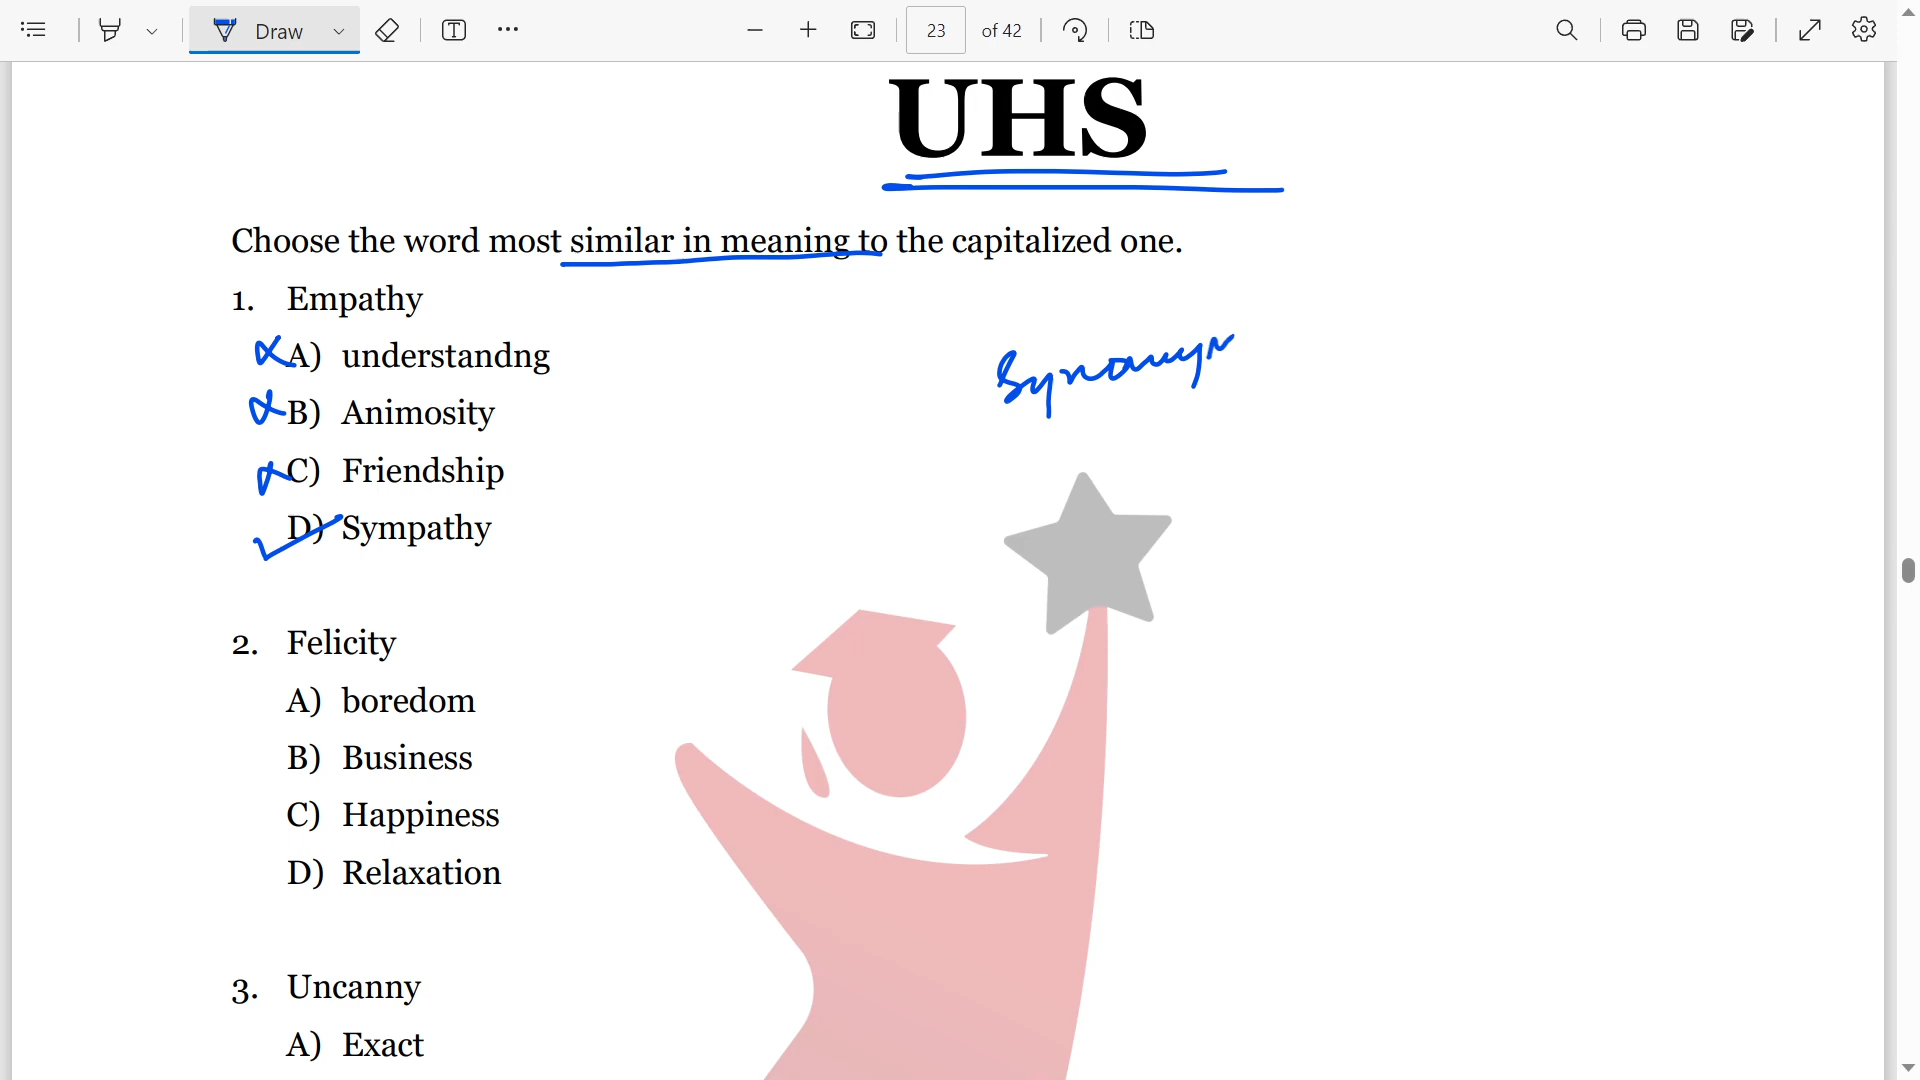 Draw
23 of 42
UHS
Choose the word most similar in meaning to the capitalized one.
1. Empathy
A) understandng
Synonym
B) Animosity
C) Friendship
D) Sympathy
2. Felicity
A) boredom
B) Business
C) Happiness
D) Relaxation
3. Uncanny
A) Exact